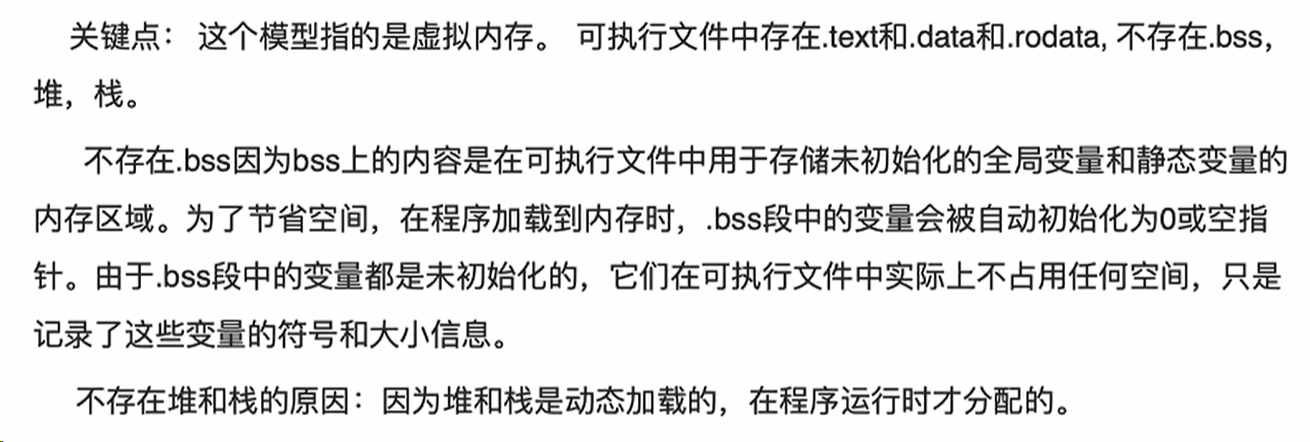 关键点： 这个模型指的是虚拟内存。 可执行文件中存在.text和.data和.rodata, 不存在.bss，
堆，栈。
不存在.bss因为bss上的内容是在可执行文件中用于存储未初始化的全局变量和静态变量的
内存区域。为了节省空间，在程序加载到内存时，.bss段中的变量会被自动初始化为0或空指
针。由于.bss段中的变量都是未初始化的，它们在可执行文件中实际上不占用任何空间，只是
记录了这些变量的符号和大小信息。
不存在堆和栈的原因：因为堆和栈是动态加载的，在程序运行时才分配的。